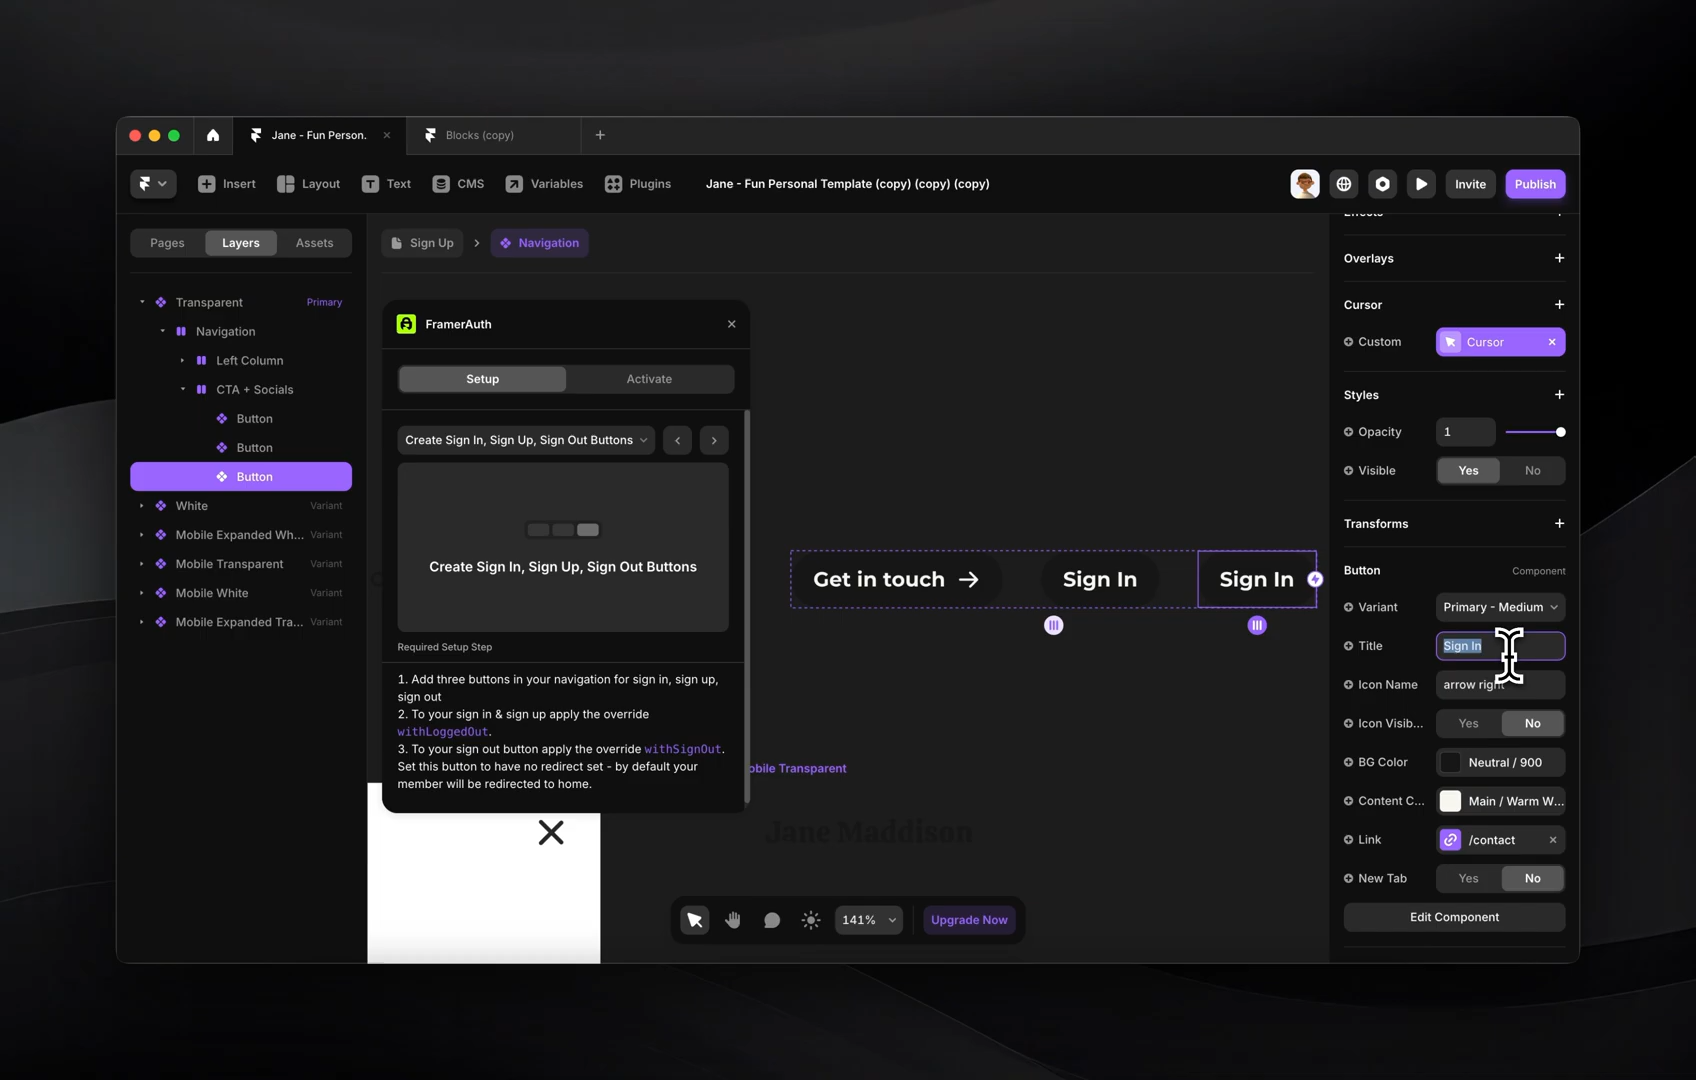 Jane - Fun Person.
Blocks (copy)
Insert
Layout
Text
CMS
Variables
Plugins
Jane - Fun Personal Template (copy) (copy) (copy)
Invite
Publish
Pages
Layers
Assets
Transparent
Primary
Navigation
Left Column
CTA + Socials
Button
Button
Button
White
Variant
Mobile Expanded Wh...
Variant
Mobile Transparent
Variant
Mobile White
Variant
Mobile Expanded Tra...
Variant
Sign Up
Navigation
FramerAuth
Setup
Activate
Create Sign In, Sign Up, Sign Out Buttons
Create Sign In, Sign Up, Sign Out Buttons
Required Setup Step
1. Add three buttons in your navigation for sign in, sign up,
sign out
2. To your sign in & sign up apply the override
withLoggedOut.
3. To your sign out button apply the override withSignOut.
Set this button to have no redirect set - by default your
member will be redirected to home.
Get in touch →
Sign In
Sign In
obile Transparent
Jane Maddison
141%
Upgrade Now
Effects
Overlays
Cursor
Custom
Cursor
Styles
Opacity
1
Visible
Yes
No
Transforms
Button
Component
Variant
Primary - Medium
Title
Sign In
Icon Name
arrow right
Icon Visib...
Yes
No
BG Color
Neutral / 900
Content C...
Main / Warm W...
Link
/contact
New Tab
Yes
No
Edit Component